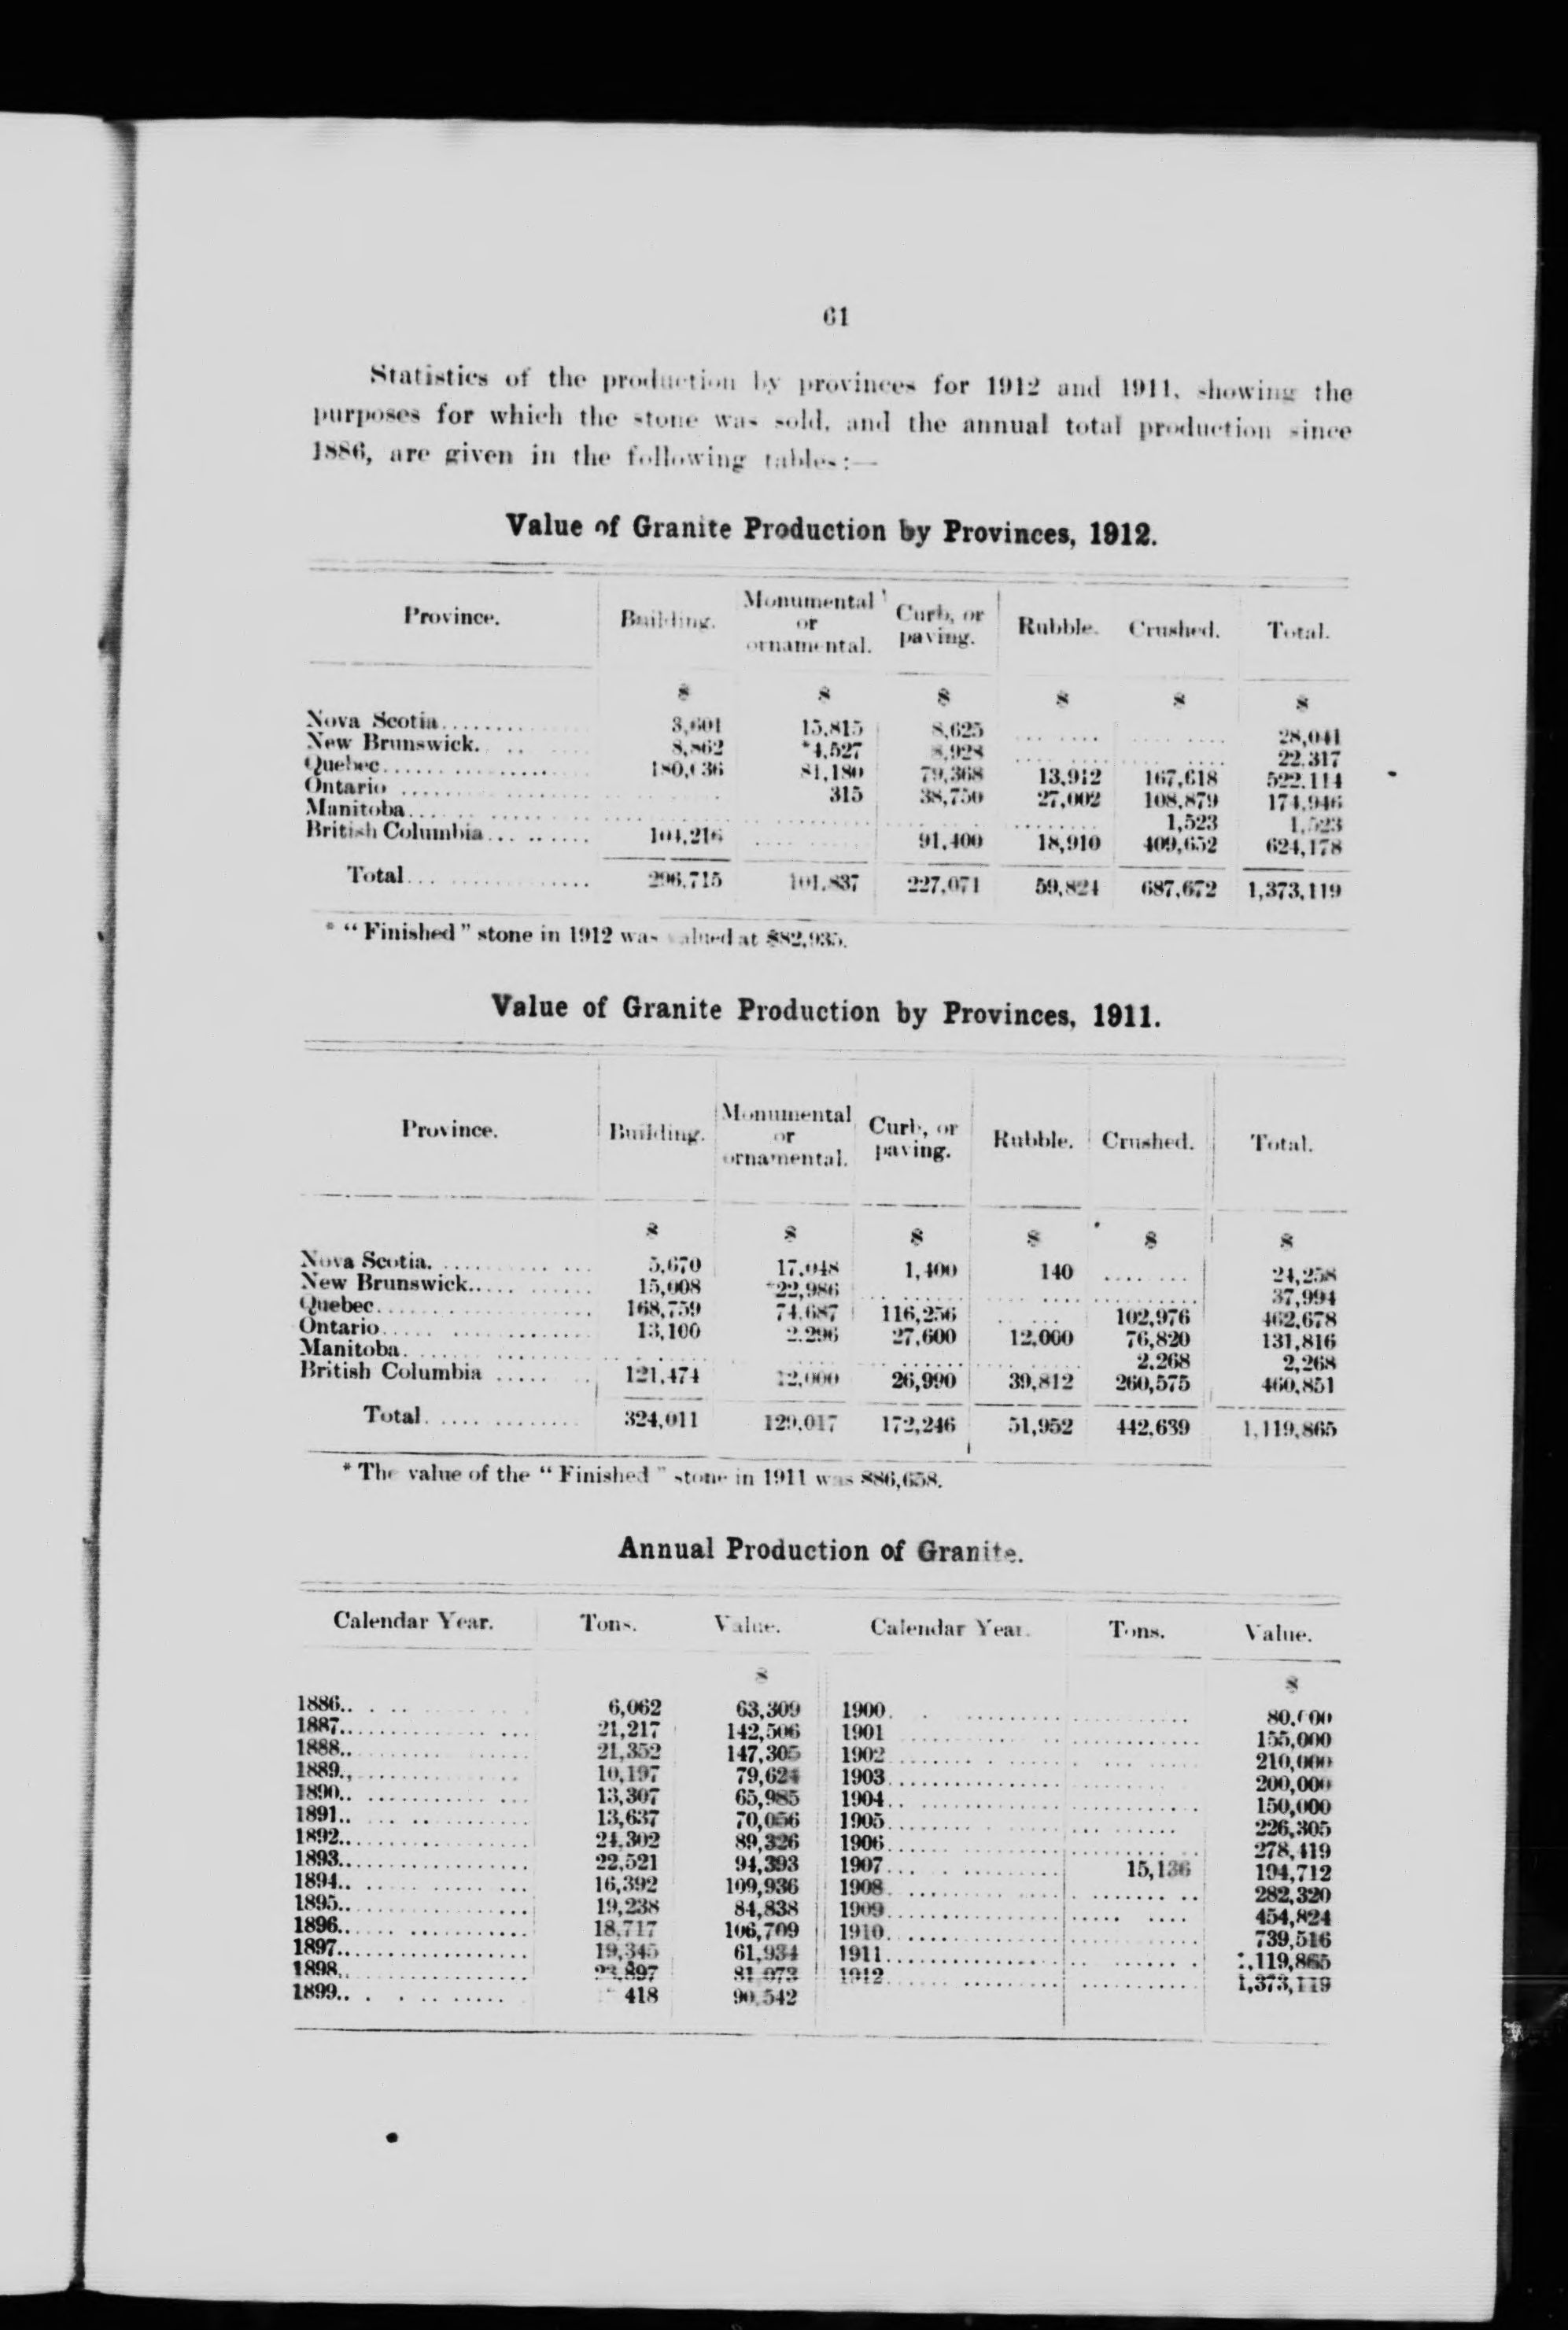 61
Statistics of the production by provinces for 1912 and 1911, showing the
purposes for which the stone was sold, and the annual total production since
1886, are given in the following tables:—
Value of Granite Production by Provinces, 1912.
Province. Building. Monumental or ornamental. Curb, or paving. Rubble. Crushed. Total.
$ $ $ $ $ $
Nova Scotia 3,601 15,815 8,625 28,041
New Brunswick 8,862 *4,527 8,928 22,317
Quebec 180,036 81,180 79,368 13,912 167,618 522,114
Ontario 315 38,750 27,002 108,879 174,946
Manitoba 1,523 1,523
British Columbia 104,216 91,400 18,910 409,652 624,178
Total 296,715 101,837 227,071 59,824 687,672 1,373,119
* “Finished” stone in 1912 was valued at $82,935.
Value of Granite Production by Provinces, 1911.
Province. Building. Monumental or ornamental. Curb, or paving. Rubble. Crushed. Total.
$ $ $ $ $ $
Nova Scotia 5,670 17,048 1,400 140 24,258
New Brunswick 15,008 *22,986 37,994
Quebec 168,759 74,687 116,256 102,976 462,678
Ontario 13,100 2,296 27,600 12,000 76,820 131,816
Manitoba 2,268 2,268
British Columbia 121,474 12,000 26,990 39,812 260,575 460,851
Total 324,011 129,017 172,246 51,952 442,639 1,119,865
* The value of the “Finished” stone in 1911 was $86,658.
Annual Production of Granite.
Calendar Year. Tons. Value. Calendar Year. Tons. Value.
$ $
1886 6,062 63,309 1900 80,000
1887 21,217 142,506 1901 155,000
1888 21,352 147,305 1902 210,000
1889 10,197 79,624 1903 200,000
1890 13,307 65,985 1904 150,000
1891 13,637 70,056 1905 226,305
1892 24,302 89,326 1906 278,419
1893 22,521 94,393 1907 15,136 194,712
1894 16,392 109,936 1908 282,320
1895 19,238 84,838 1909 454,824
1896 18,717 106,709 1910 739,516
1897 19,345 61,934 1911 1,119,865
1898 23,897 81,073 1912 1,373,119
1899 90,542